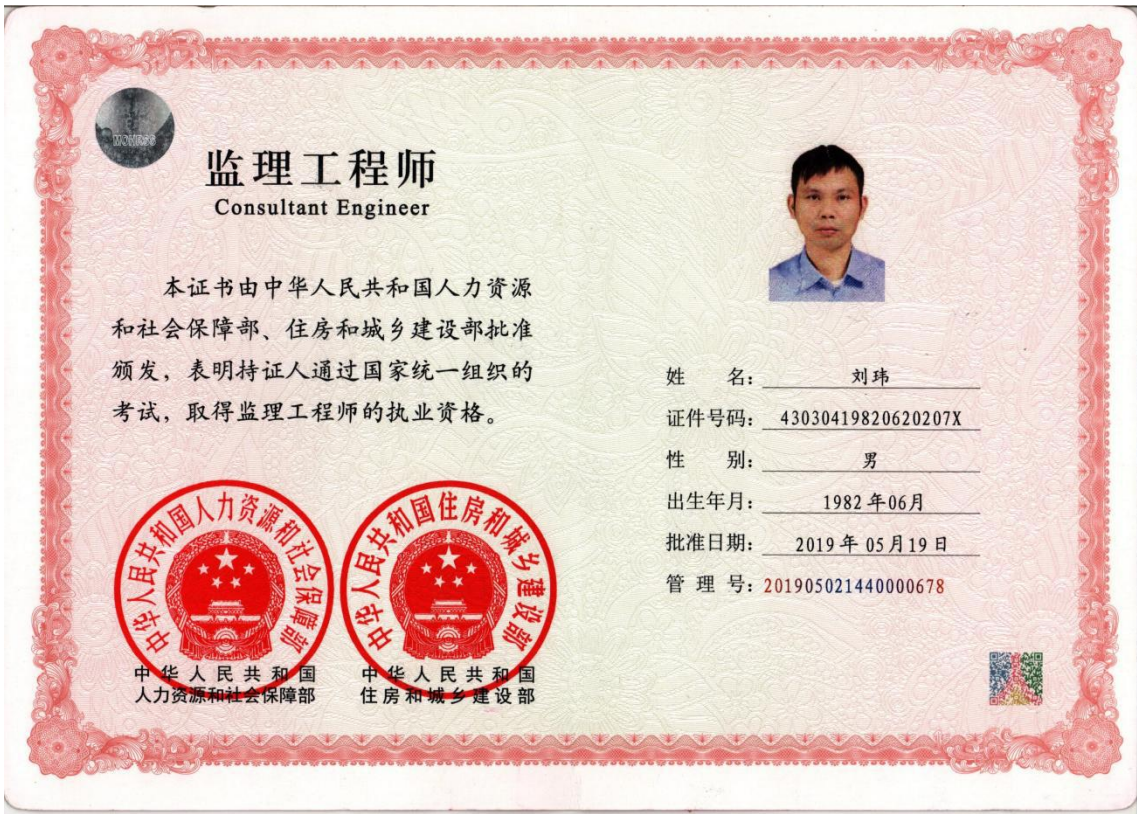 MOHRSS
监理工程师
Consultant Engineer
本证书由中华人民共和国人力资源
和社会保障部、住房和城乡建设部批准
颁发，表明持证人通过国家统一组织的
考试，取得监理工程师的执业资格。
中华人民共和国人力资源和社会保障部
中华人民共和国
人力资源和社会保障部
中华人民共和国住房和城乡建设部
中华人民共和国
住房和城乡建设部
姓 名：刘玮
证件号码：43030419820620207X
性 别：男
出生年月：1982年06月
批准日期：2019年05月19日
管 理 号：201905021440000678